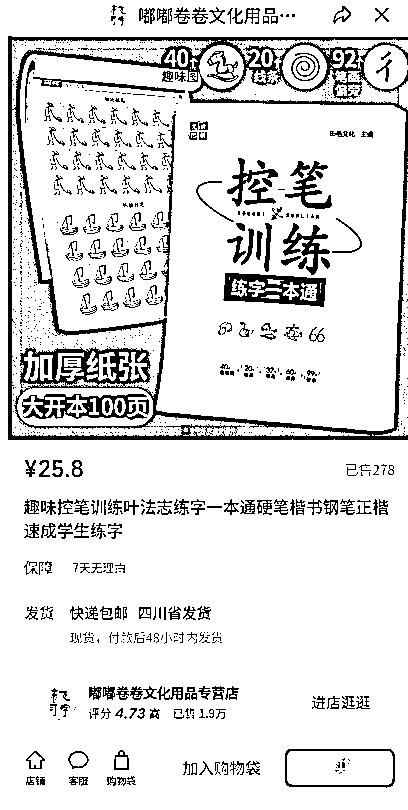 嘟嘟卷卷文化用品…
40+
趣味图
20+
线条
92+
笔画
偏旁
主编
控笔
训练
练字一本通
加厚纸张
大开本100页
¥25.8
已售278
趣味控笔训练叶法志练字一本通硬笔楷书钢笔正楷
速成学生练字
保障 7天无理由
发货 快递包邮 四川省发货
现货，付款后48小时内发货
嘟嘟卷卷文化用品专营店
评分 4.73 高 已售 1.9万
进店逛逛
店铺
客服
购物袋
加入购物袋